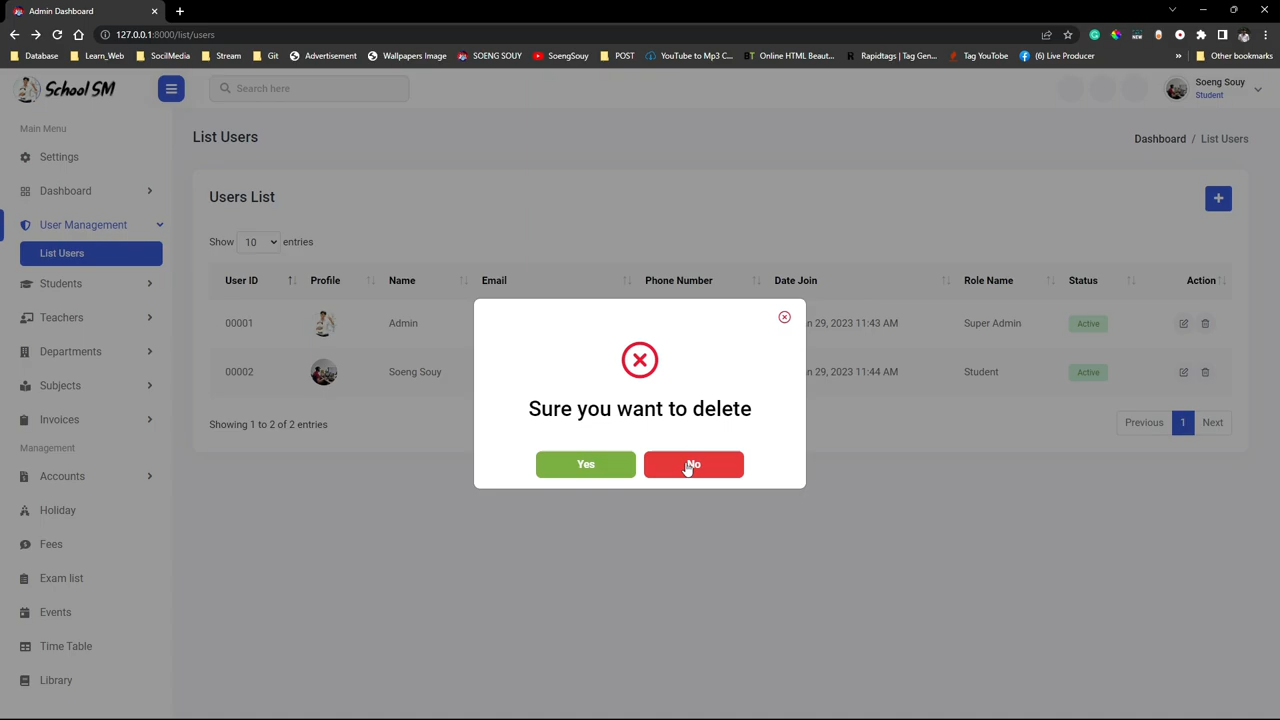 Admin Dashboard
127.0.0.1:8000/list/users
Database Learn_Web SocilMedia Stream Git Advertisement Wallpapers Image SOENG SOUY SoengSouy POST YouTube to Mp3 C... Online HTML Beaut... Rapidtags | Tag Gen... Tag YouTube (6) Live Producer » Other bookmarks
School SM
Search here
Soeng Souy
Student
Main Menu
List Users
Dashboard / List Users
Settings
Dashboard
Users List
User Management
Show 10 entries
List Users
User ID Profile Name Email Phone Number Date Join Role Name Status Action
Students
Teachers
00001 Admin n 29, 2023 11:43 AM Super Admin Active
Departments
00002 Soeng Souy n 29, 2023 11:44 AM Student Active
Subjects
Sure you want to delete
Invoices
Showing 1 to 2 of 2 entries
Previous 1 Next
Management
Yes No
Accounts
Holiday
Fees
Exam list
Events
Time Table
Library